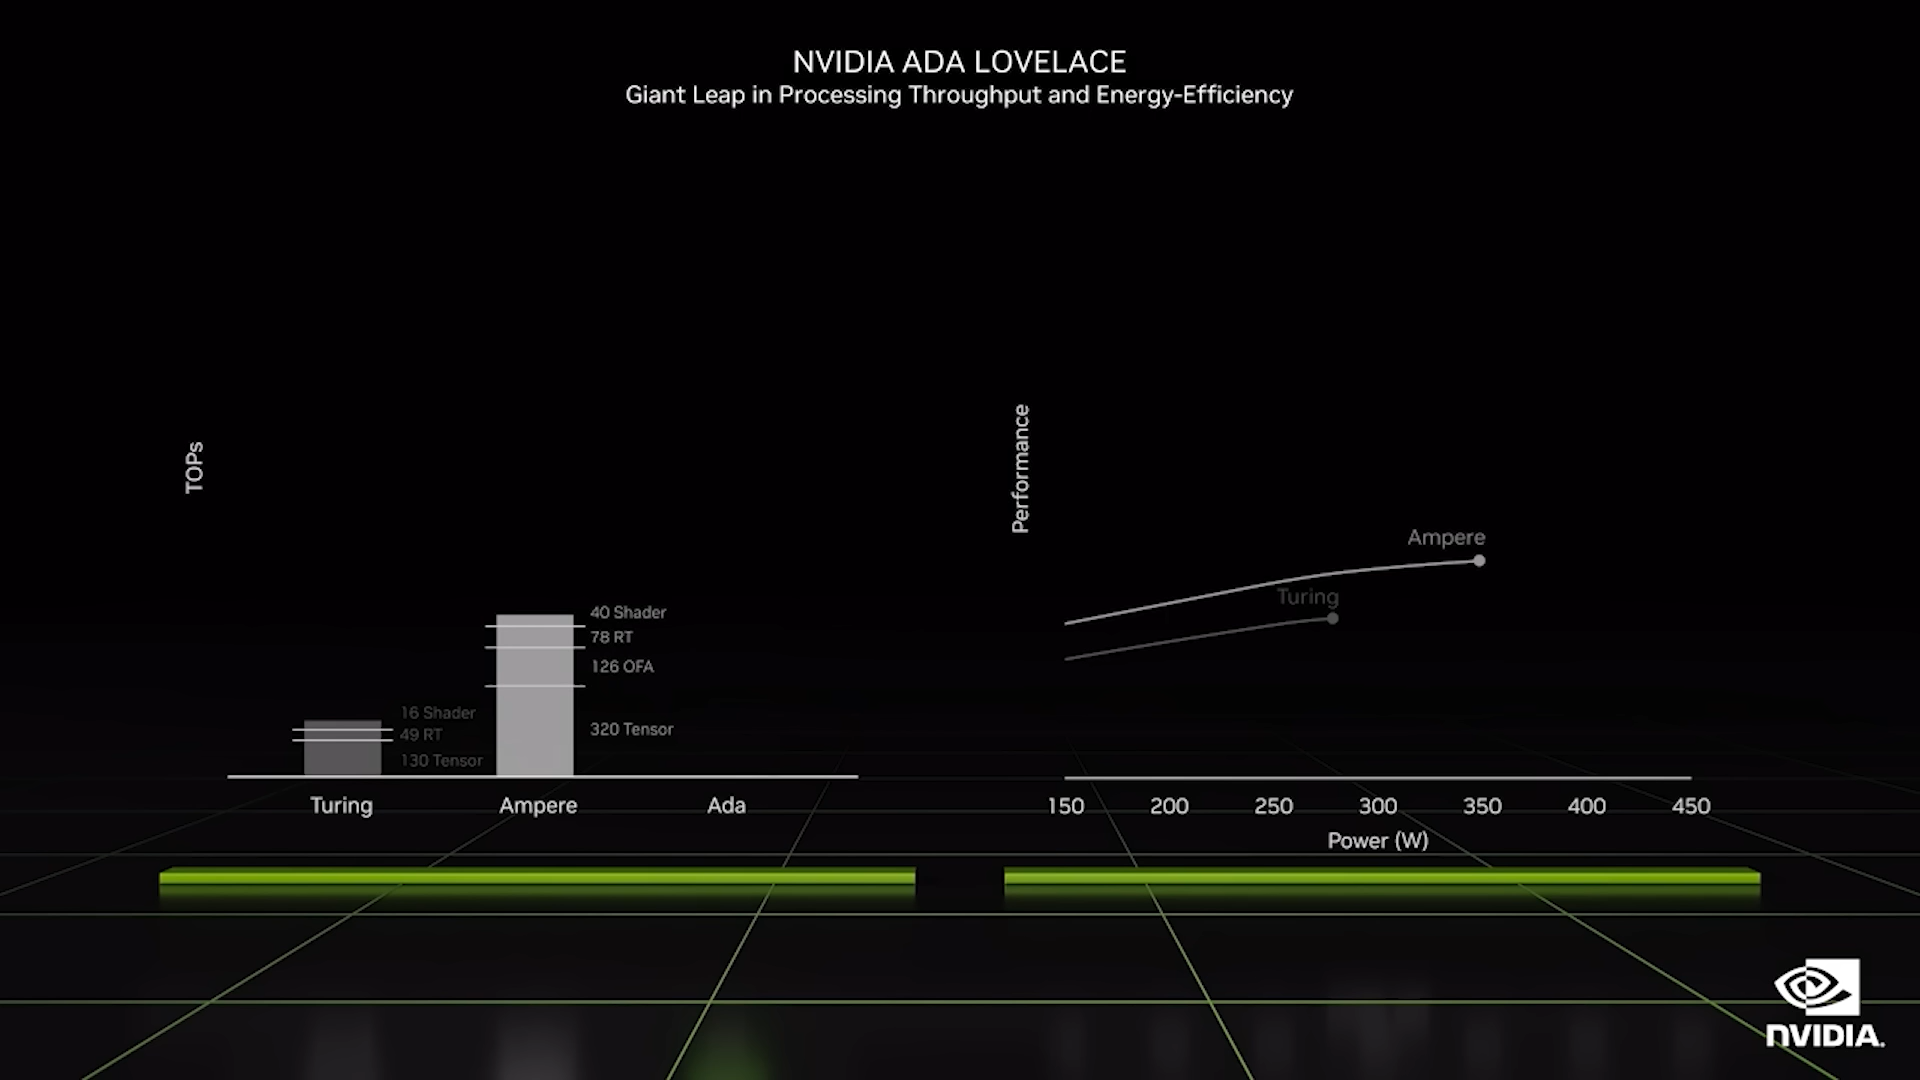 NVIDIA ADA LOVELACE
Giant Leap in Processing Throughput and Energy-Efficiency
TOPs
40 Shader
78 RT
126 OFA
320 Tensor
16 Shader
49 RT
130 Tensor
Turing
Ampere
Ada
Performance
Ampere
Turing
150 200 250 300 350 400 450
Power (W)
NVIDIA.